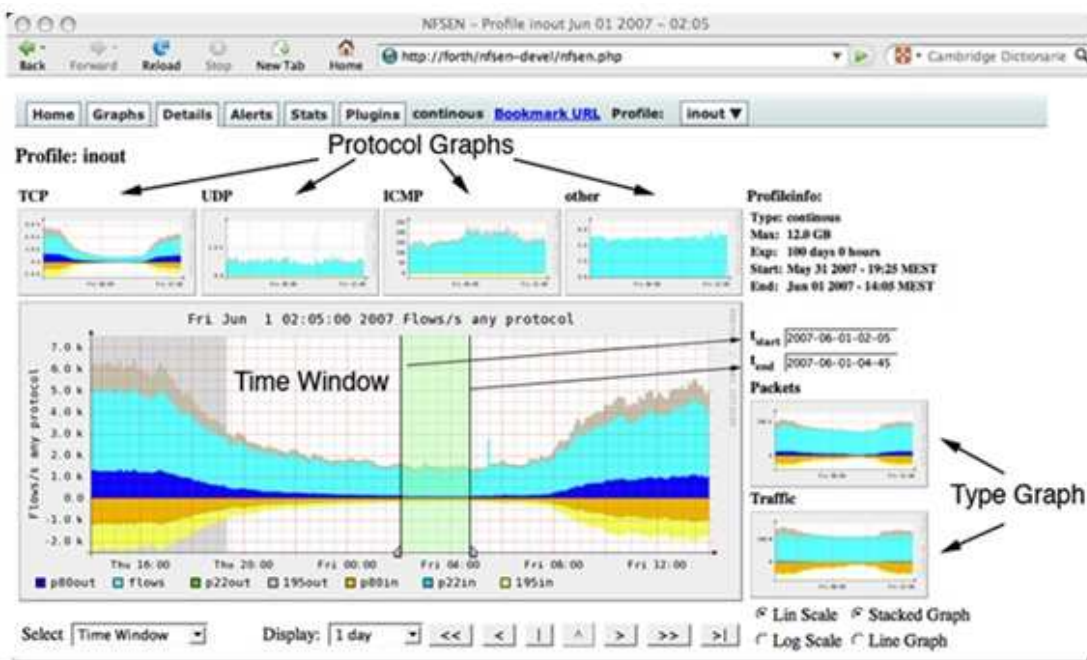 NFSEN – Profile inout Jun 01 2007 – 02:05
Back Forward Reload Stop New Tab Home http://forth/nfsen-devel/nfsen.php Cambridge Dictionarie
Home Graphs Details Alerts Stats Plugins continous Bookmark URL Profile: inout ▼
Protocol Graphs
Profile: inout
TCP UDP ICMP other
Profileinfo:
Type: continous
Max: 12.0 GB
Exp: 100 days 0 hours
Start: May 31 2007 - 19:25 MEST
End: Jun 01 2007 - 14:05 MEST
Fri Jun 1 02:05:00 2007 Flows/s any protocol
tstart 2007-06-01-02-05
tend 2007-06-01-04-45
Time Window
Flows/s any protocol
7.0 k
6.0 k
5.0 k
4.0 k
3.0 k
2.0 k
1.0 k
0.0
-1.0 k
-2.0 k
Thu 16:00 Thu 20:00 Fri 00:00 Fri 04:00 Fri 08:00 Fri 12:00
p80out flows p22out 195out p80in p22in 195in
Packets
Type Graph
Traffic
Lin Scale Stacked Graph
Log Scale Line Graph
Select Time Window Display: 1 day << < | ^ > >> >|